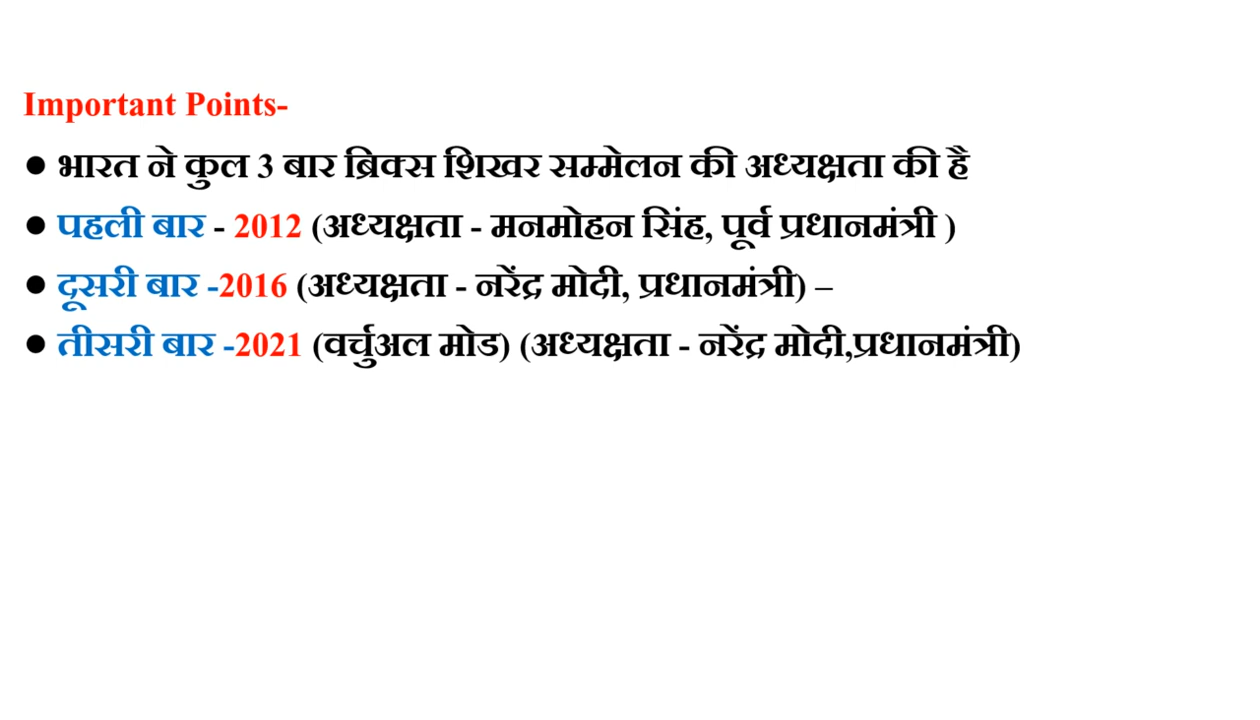 Important Points-
● भारत ने कुल 3 बार ब्रिक्स शिखर सम्मेलन की अध्यक्षता की है
● पहली बार - 2012 (अध्यक्षता - मनमोहन सिंह, पूर्व प्रधानमंत्री )
● दूसरी बार -2016 (अध्यक्षता - नरेंद्र मोदी, प्रधानमंत्री) –
● तीसरी बार -2021 (वर्चुअल मोड) (अध्यक्षता - नरेंद्र मोदी,प्रधानमंत्री)